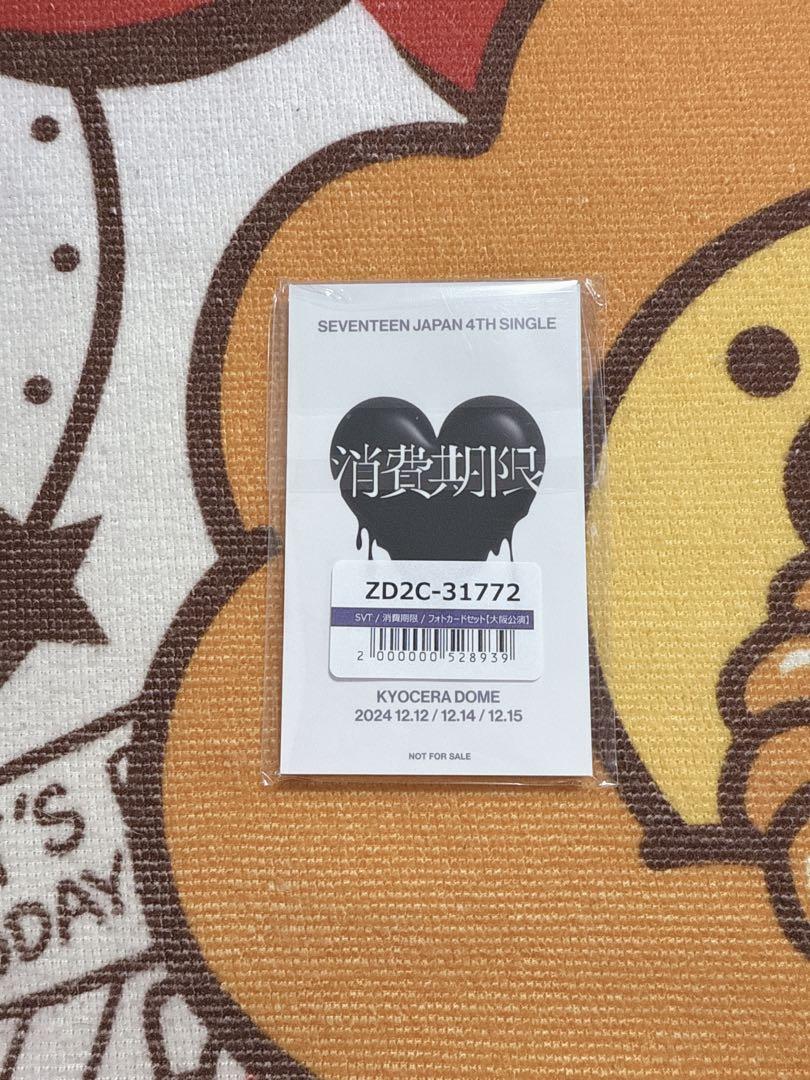 SEVENTEEN JAPAN 4TH SINGLE
消費期限
ZD2C-31772
SVT / 消費期限 / フォトカードセット【大阪公演】
2 000000 528939
KYOCERA DOME
2024 12.12 / 12.14 / 12.15
NOT FOR SALE
'S
ODAY